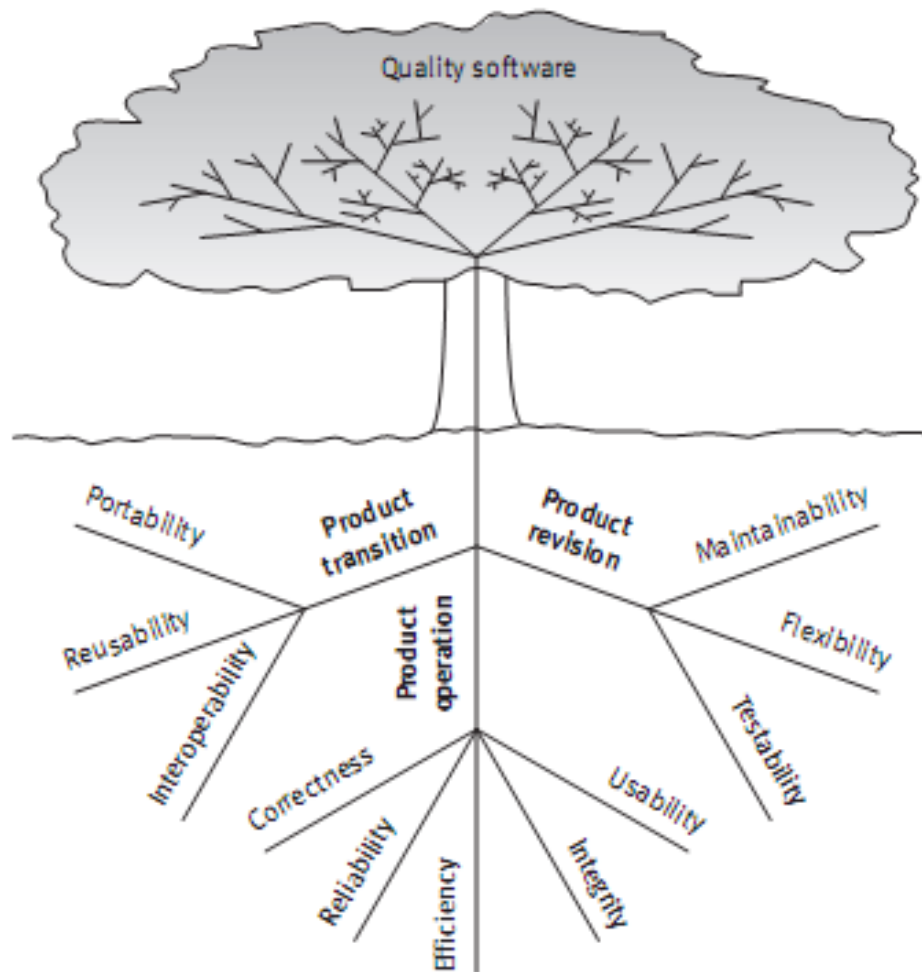 Quality software
Portability
Product
transition
Product
revision
Maintainability
Reusability
Interoperability
Product
operation
Flexibility
Testability
Correctness
Reliability
Efficiency
Integrity
Usability